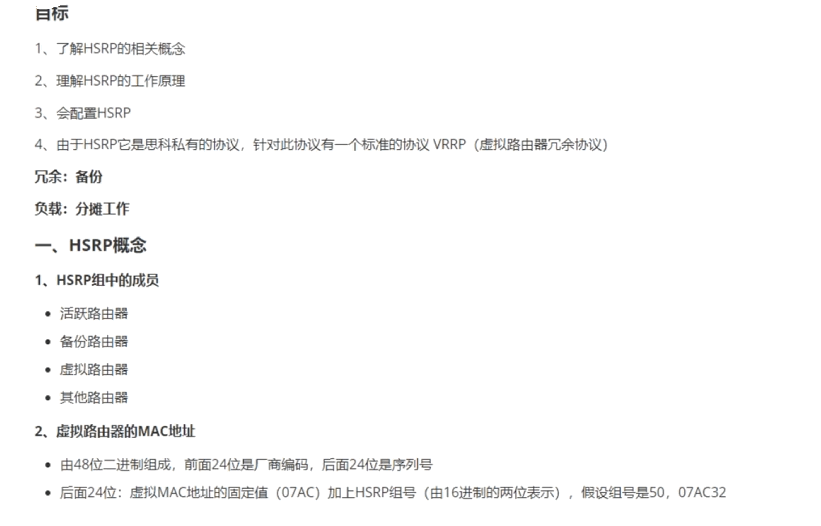 目标
1、了解HSRP的相关概念
2、理解HSRP的工作原理
3、会配置HSRP
4、由于HSRP它是思科私有的协议，针对此协议有一个标准的协议 VRRP（虚拟路由器冗余协议）
冗余：备份
负载：分摊工作
一、HSRP概念
1、HSRP组中的成员
• 活跃路由器
• 备份路由器
• 虚拟路由器
• 其他路由器
2、虚拟路由器的MAC地址
• 由48位二进制组成，前面24位是厂商编码，后面24位是序列号
• 后面24位：虚拟MAC地址的固定值（07AC）加上HSRP组号（由16进制的两位表示），假设组号是50，07AC32